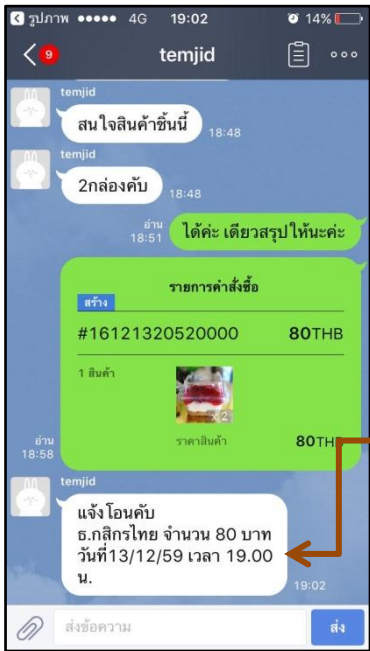 รูปภาพ 4G 19:02 14%
9 temjid
temjid
สนใจสินค้าชิ้นนี้ 18:48
temjid
2กล่องคับ 18:48
อ่าน
18:51 ได้ค่ะ เดียวสรุปให้นะค่ะ
รายการคำสั่งซื้อ
สร้าง
#16121320520000 80THB
1 สินค้า
x2
ราคาสินค้า 80TH
อ่าน
18:58
temjid
แจ้งโอนคับ
ธ.กสิกรไทย จำนวน 80 บาท
วันที่13/12/59 เวลา 19.00
น.
19:02
ส่งข้อความ ส่ง